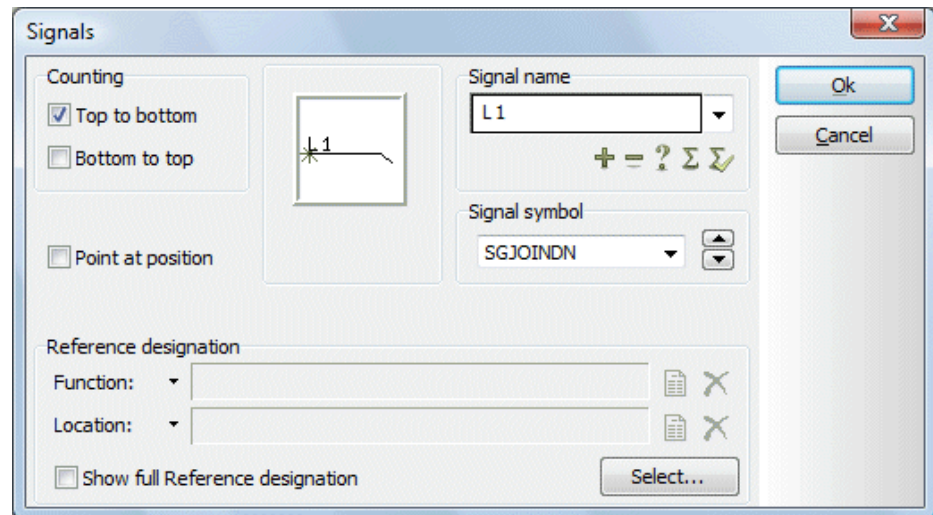 Signals
Counting
Top to bottom
Bottom to top
Point at position
L1
Signal name
L1
Signal symbol
SGJOINDN
Ok
Cancel
Reference designation
Function:
Location:
Show full Reference designation
Select...